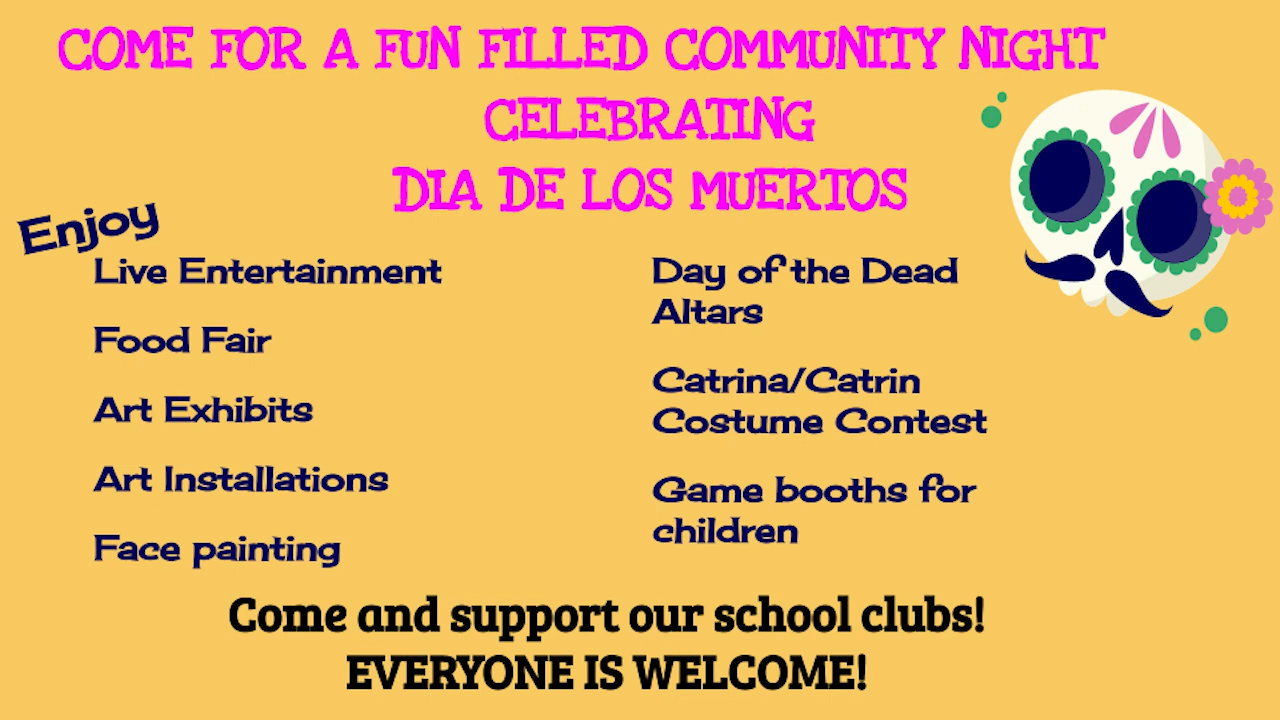 COME FOR A FUN FILLED COMMUNITY NIGHT
CELEBRATING
DIA DE LOS MUERTOS
Enjoy
Live Entertainment
Food Fair
Art Exhibits
Art Installations
Face painting
Day of the Dead
Altars
Catrina/Catrin
Costume Contest
Game booths for
children
Come and support our school clubs!
EVERYONE IS WELCOME!